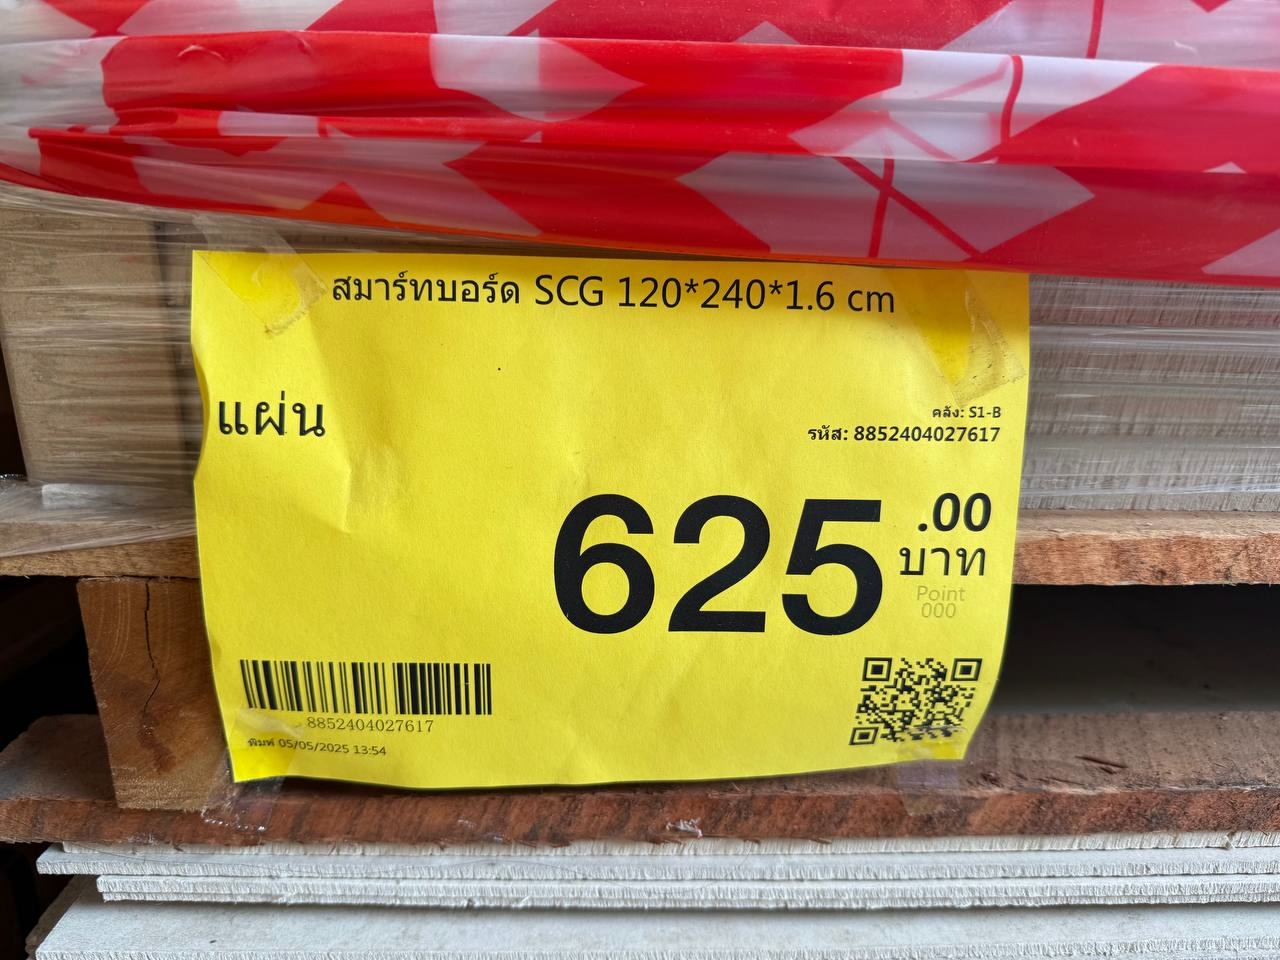 สมาร์ทบอร์ด SCG 120*240*1.6 cm
แผ่น
คลัง: S1-B
รหัส: 8852404027617
625.00
บาท
Point
000
8852404027617
พิมพ์ 05/05/2025 13:54